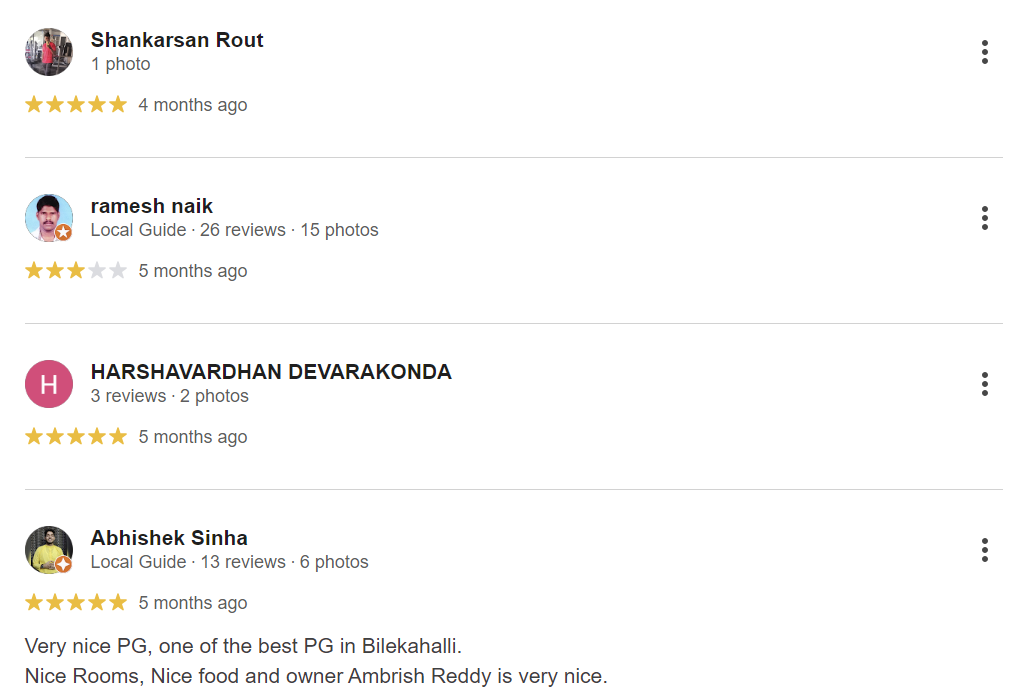 Shankarsan Rout
1 photo
4 months ago
ramesh naik
Local Guide · 26 reviews · 15 photos
5 months ago
H
HARSHAVARDHAN DEVARAKONDA
3 reviews · 2 photos
5 months ago
Abhishek Sinha
Local Guide · 13 reviews · 6 photos
5 months ago
Very nice PG, one of the best PG in Bilekahalli.
Nice Rooms, Nice food and owner Ambrish Reddy is very nice.